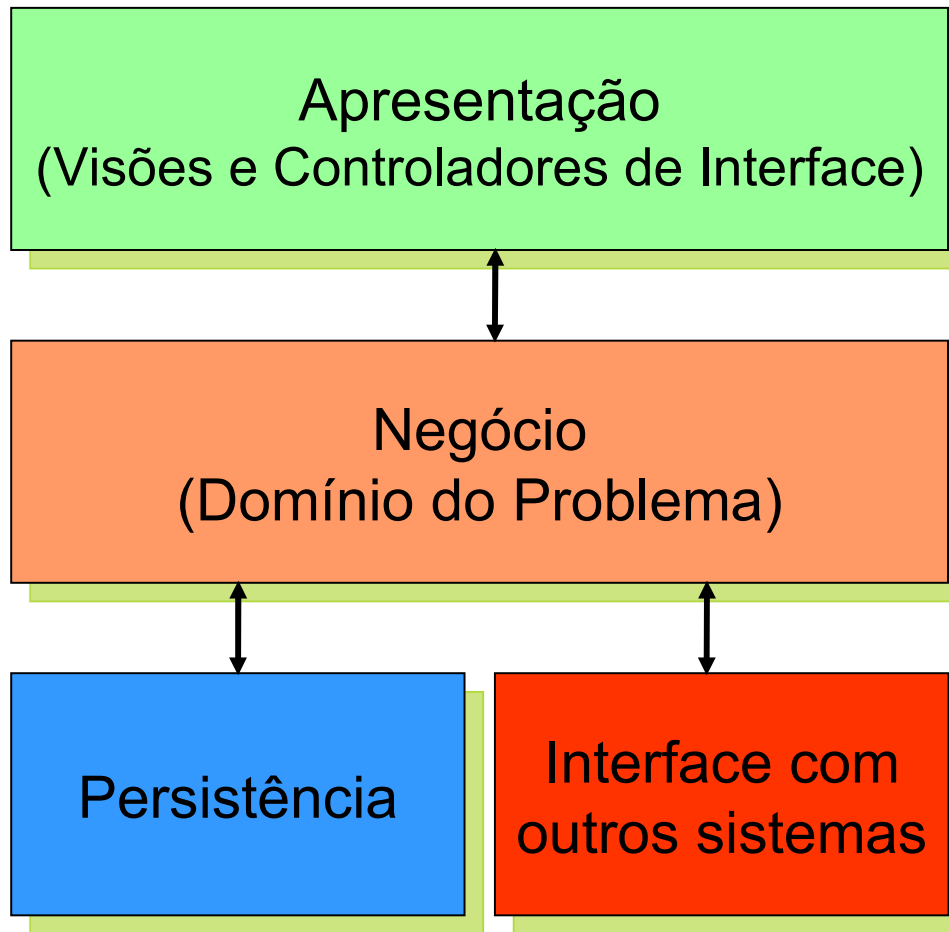 Apresentação
(Visões e Controladores de Interface)
Negócio
(Domínio do Problema)
Persistência
Interface com
outros sistemas